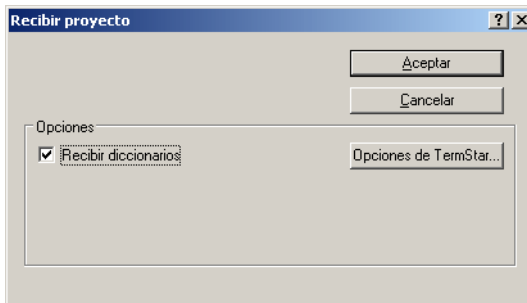 Recibir proyecto
Aceptar
Cancelar
Opciones
Recibir diccionarios
Opciones de TermStar...